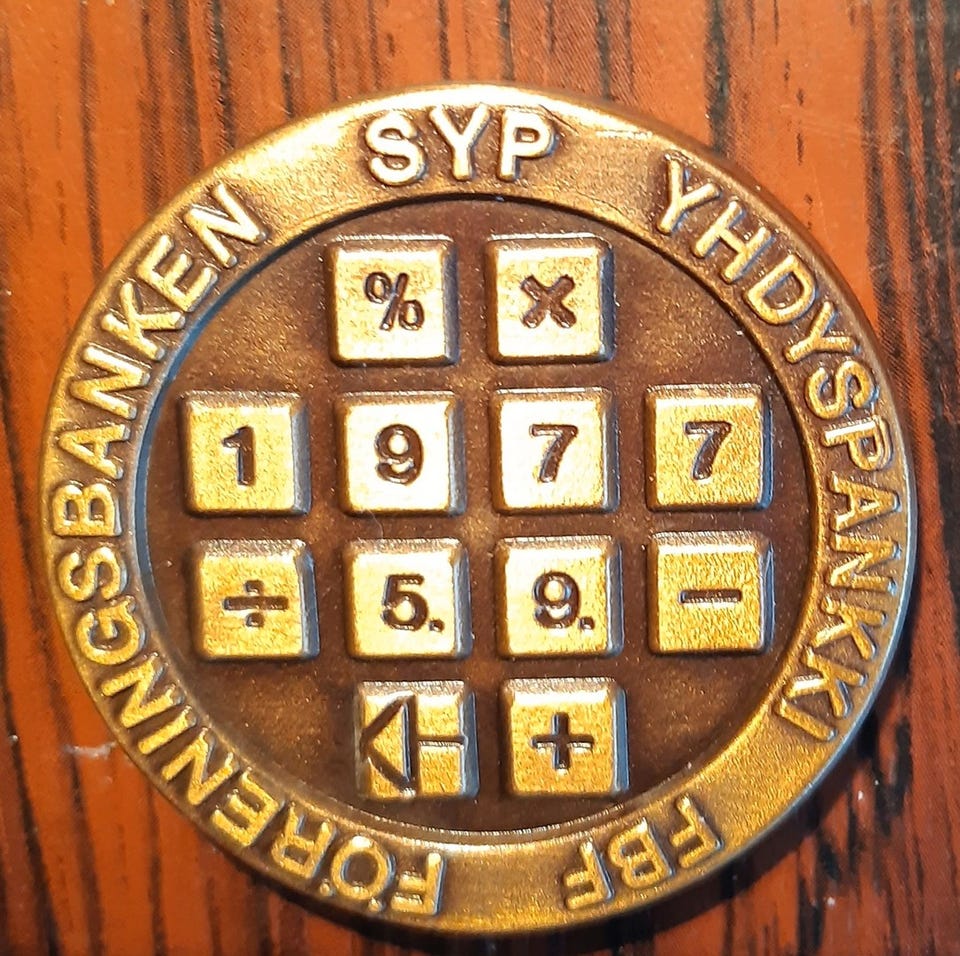 SYP YHDYSPANKKI
FBF FÖRENINGSBANKEN
% ×
1 9 7 7
÷ 5. 9. −
+